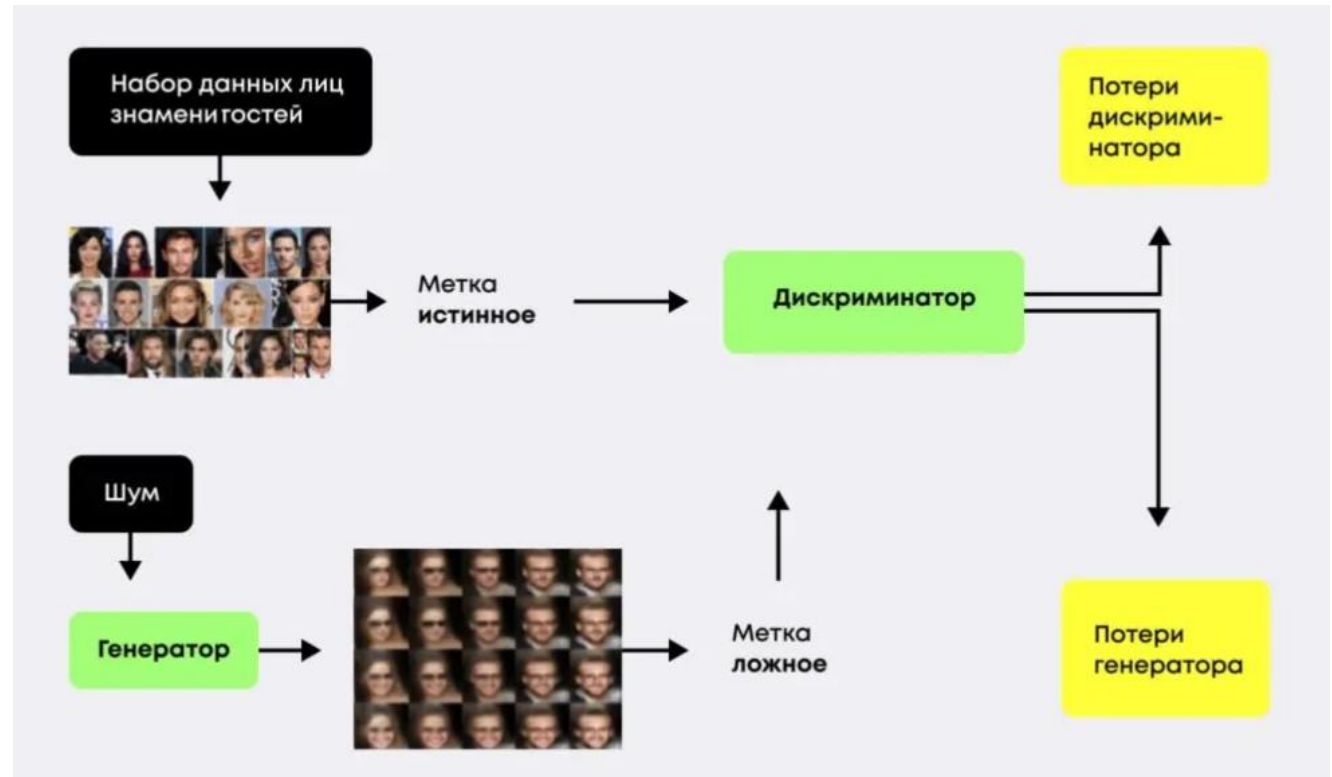 Набор данных лиц
знаменитостей
Потери
дискрими-
натора
Метка
истинное
Дискриминатор
Шум
Генератор
Метка
ложное
Потери
генератора